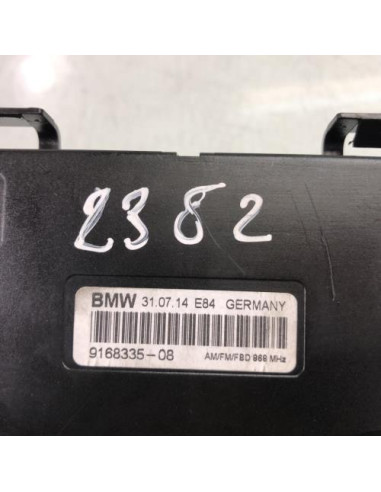 2382
BMW 31.07.14 E84 GERMANY
9168335-08 AM/FM/FBD 868 MHz